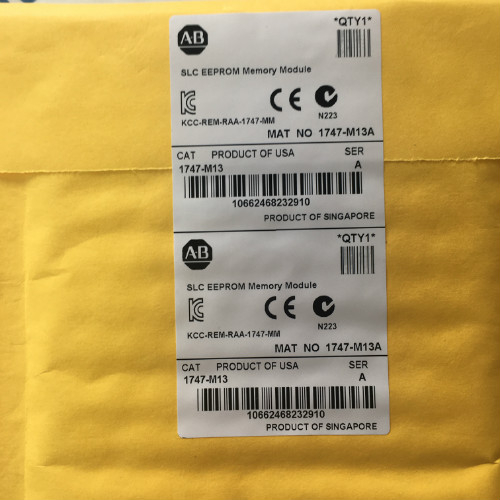 *QTY1*
AB
SLC EEPROM Memory Module
KCC-REM-RAA-1747-MM
N223
MAT NO 1747-M13A
CAT PRODUCT OF USA SER
1747-M13 A
10662468232910
PRODUCT OF SINGAPORE
*QTY1*
AB
SLC EEPROM Memory Module
KCC-REM-RAA-1747-MM
N223
MAT NO 1747-M13A
CAT PRODUCT OF USA SER
1747-M13 A
10662468232910
PRODUCT OF SINGAPORE